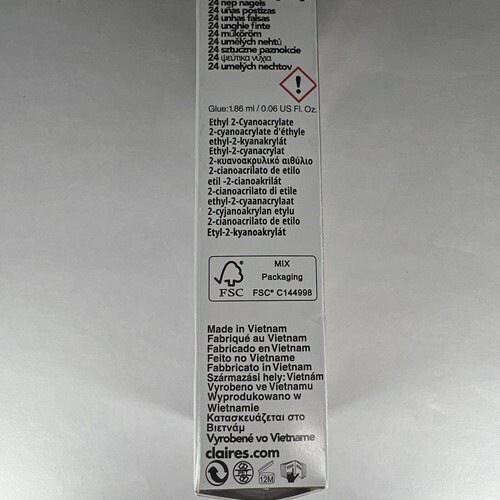 24 nep nagels
24 uñas postizas
24 unhas falsas
24 unghie finte
24 műköröm
24 umělých nehtů
24 sztuczne paznokcie
24 ψεύτικα νύχια
24 umelých nechtov
Glue: 1.86 ml / 0.06 US Fl. Oz.
Ethyl 2-Cyanoacrylate
2-cyanoacrylate d'éthyle
ethyl-2-kyanakrylát
Ethyl-2-cyanacrylat
2-κυανοακρυλικό αιθύλιο
2-cianoacrilato de etilo
etil -2-cianoakrilát
2-cianoacrilato di etile
ethyl-2-cyaanacrylaat
2-cyjanoakrylan etylu
2-cianoacrilato de etilo
Etyl-2-kyanoakrylát
MIX
Packaging
FSC
FSC® C144998
Made in Vietnam
Fabriqué au Vietnam
Fabricado en Vietnam
Feito no Vietname
Fabbricato in Vietnam
Származási hely: Vietnám
Vyrobeno ve Vietnamu
Wyprodukowano w
Wietnamie
Κατασκευάζεται στο
Βιετνάμ
Vyrobené vo Vietname
claires.com
12M